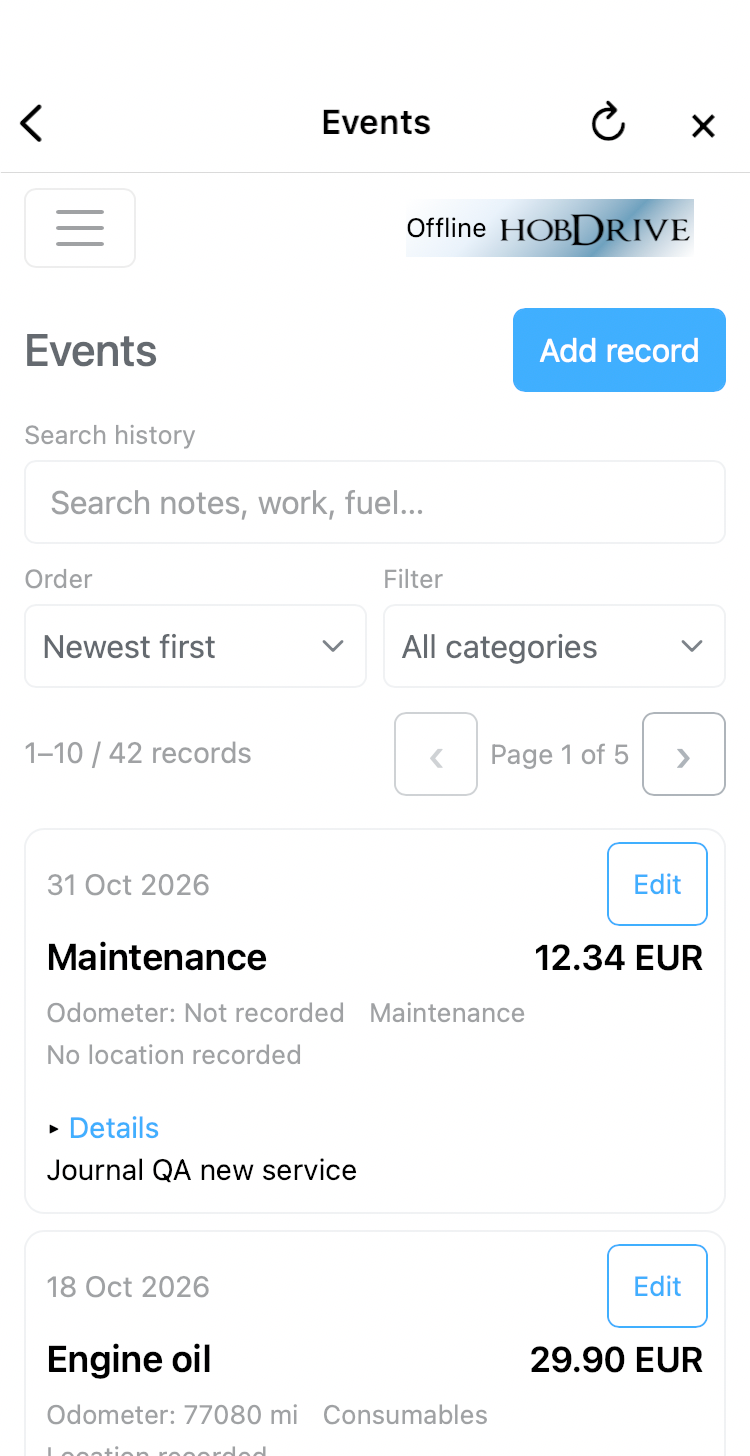 Events
Offline HOBDRIVE
Events
Add record
Search history
Search notes, work, fuel...
Order
Filter
Newest first
All categories
1–10 / 42 records
‹
Page 1 of 5
›
31 Oct 2026
Edit
Maintenance
12.34 EUR
Odometer: Not recorded Maintenance
No location recorded
▸ Details
Journal QA new service
18 Oct 2026
Edit
Engine oil
29.90 EUR
Odometer: 77080 mi Consumables
Location recorded